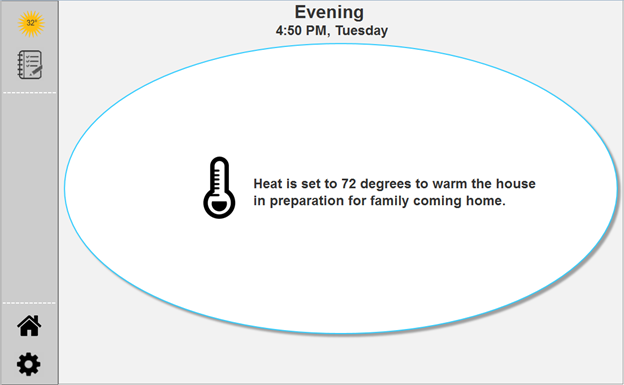 Evening
4:50 PM, Tuesday
32°
Heat is set to 72 degrees to warm the house
in preparation for family coming home.